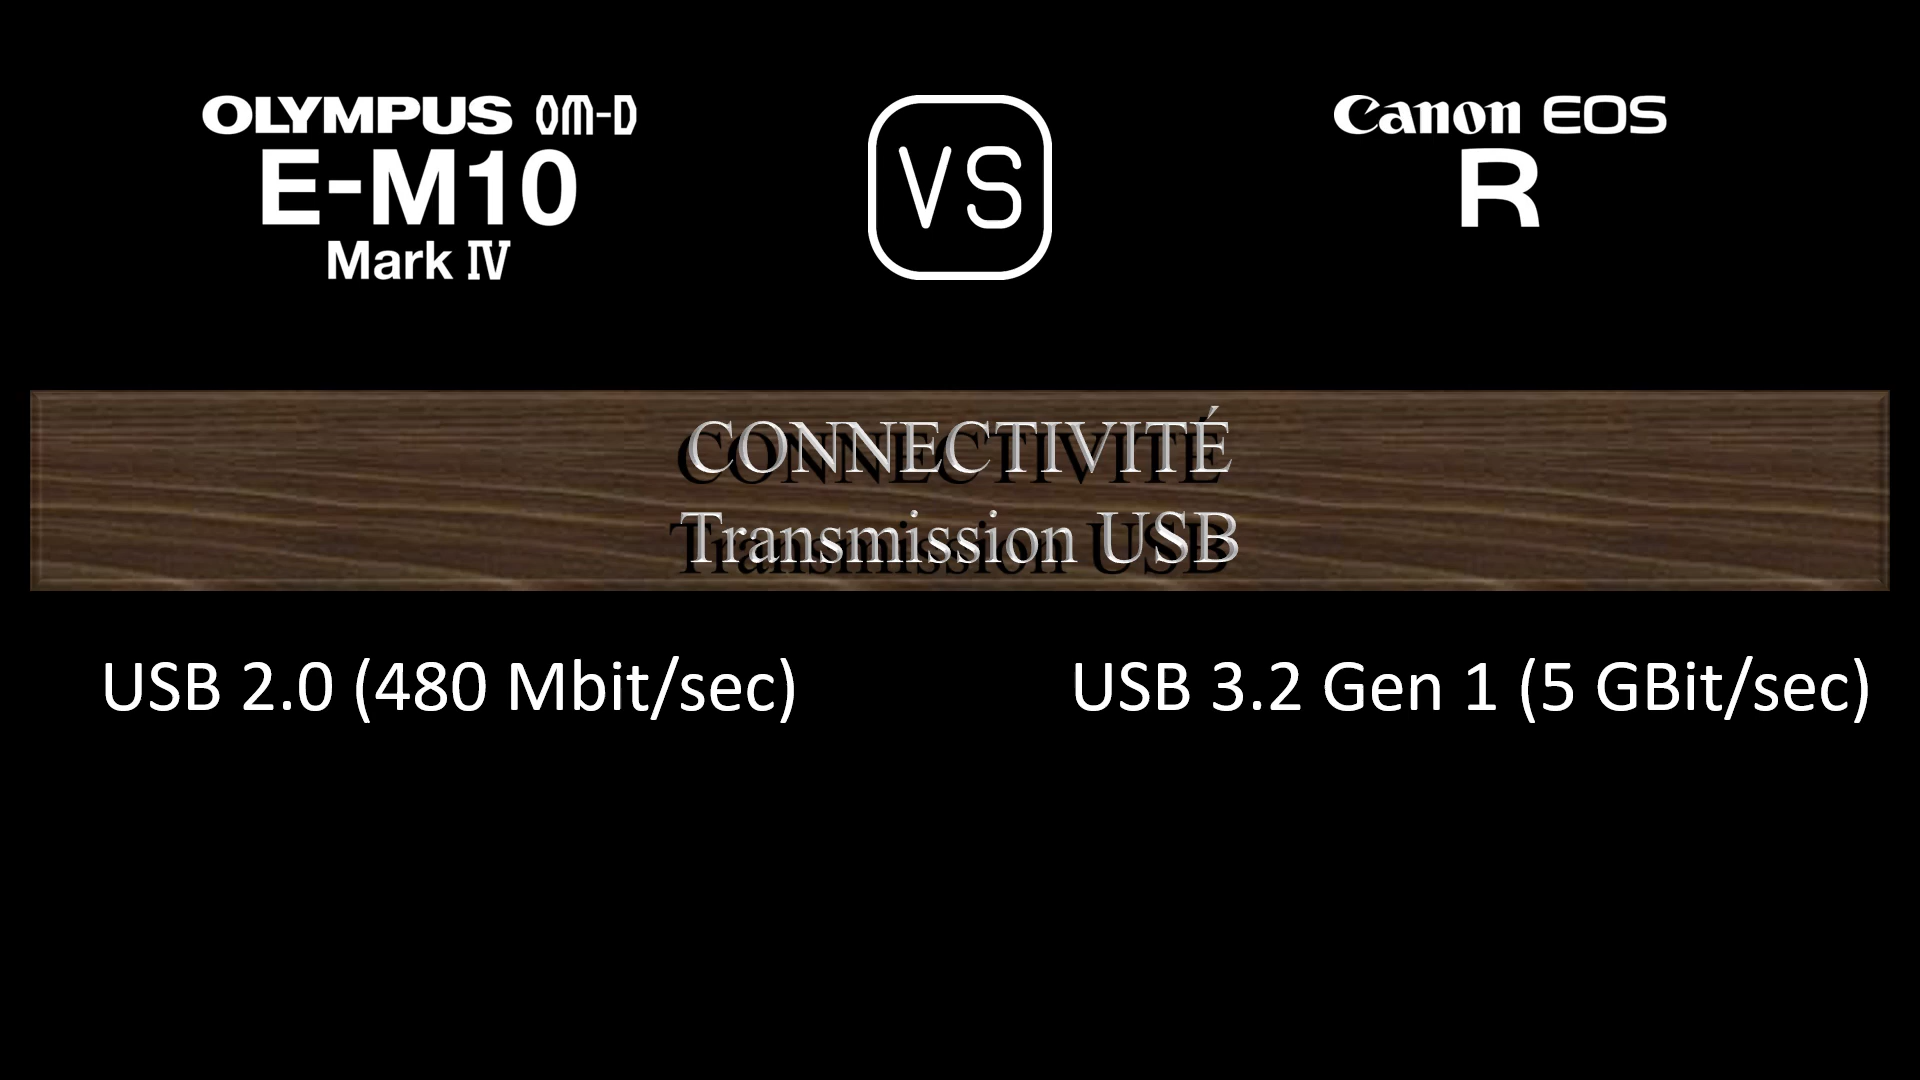 OLYMPUS OM-D
E-M10
Mark IV
VS
Canon EOS
R
CONNECTIVITÉ
Transmission USB
USB 2.0 (480 Mbit/sec)
USB 3.2 Gen 1 (5 GBit/sec)